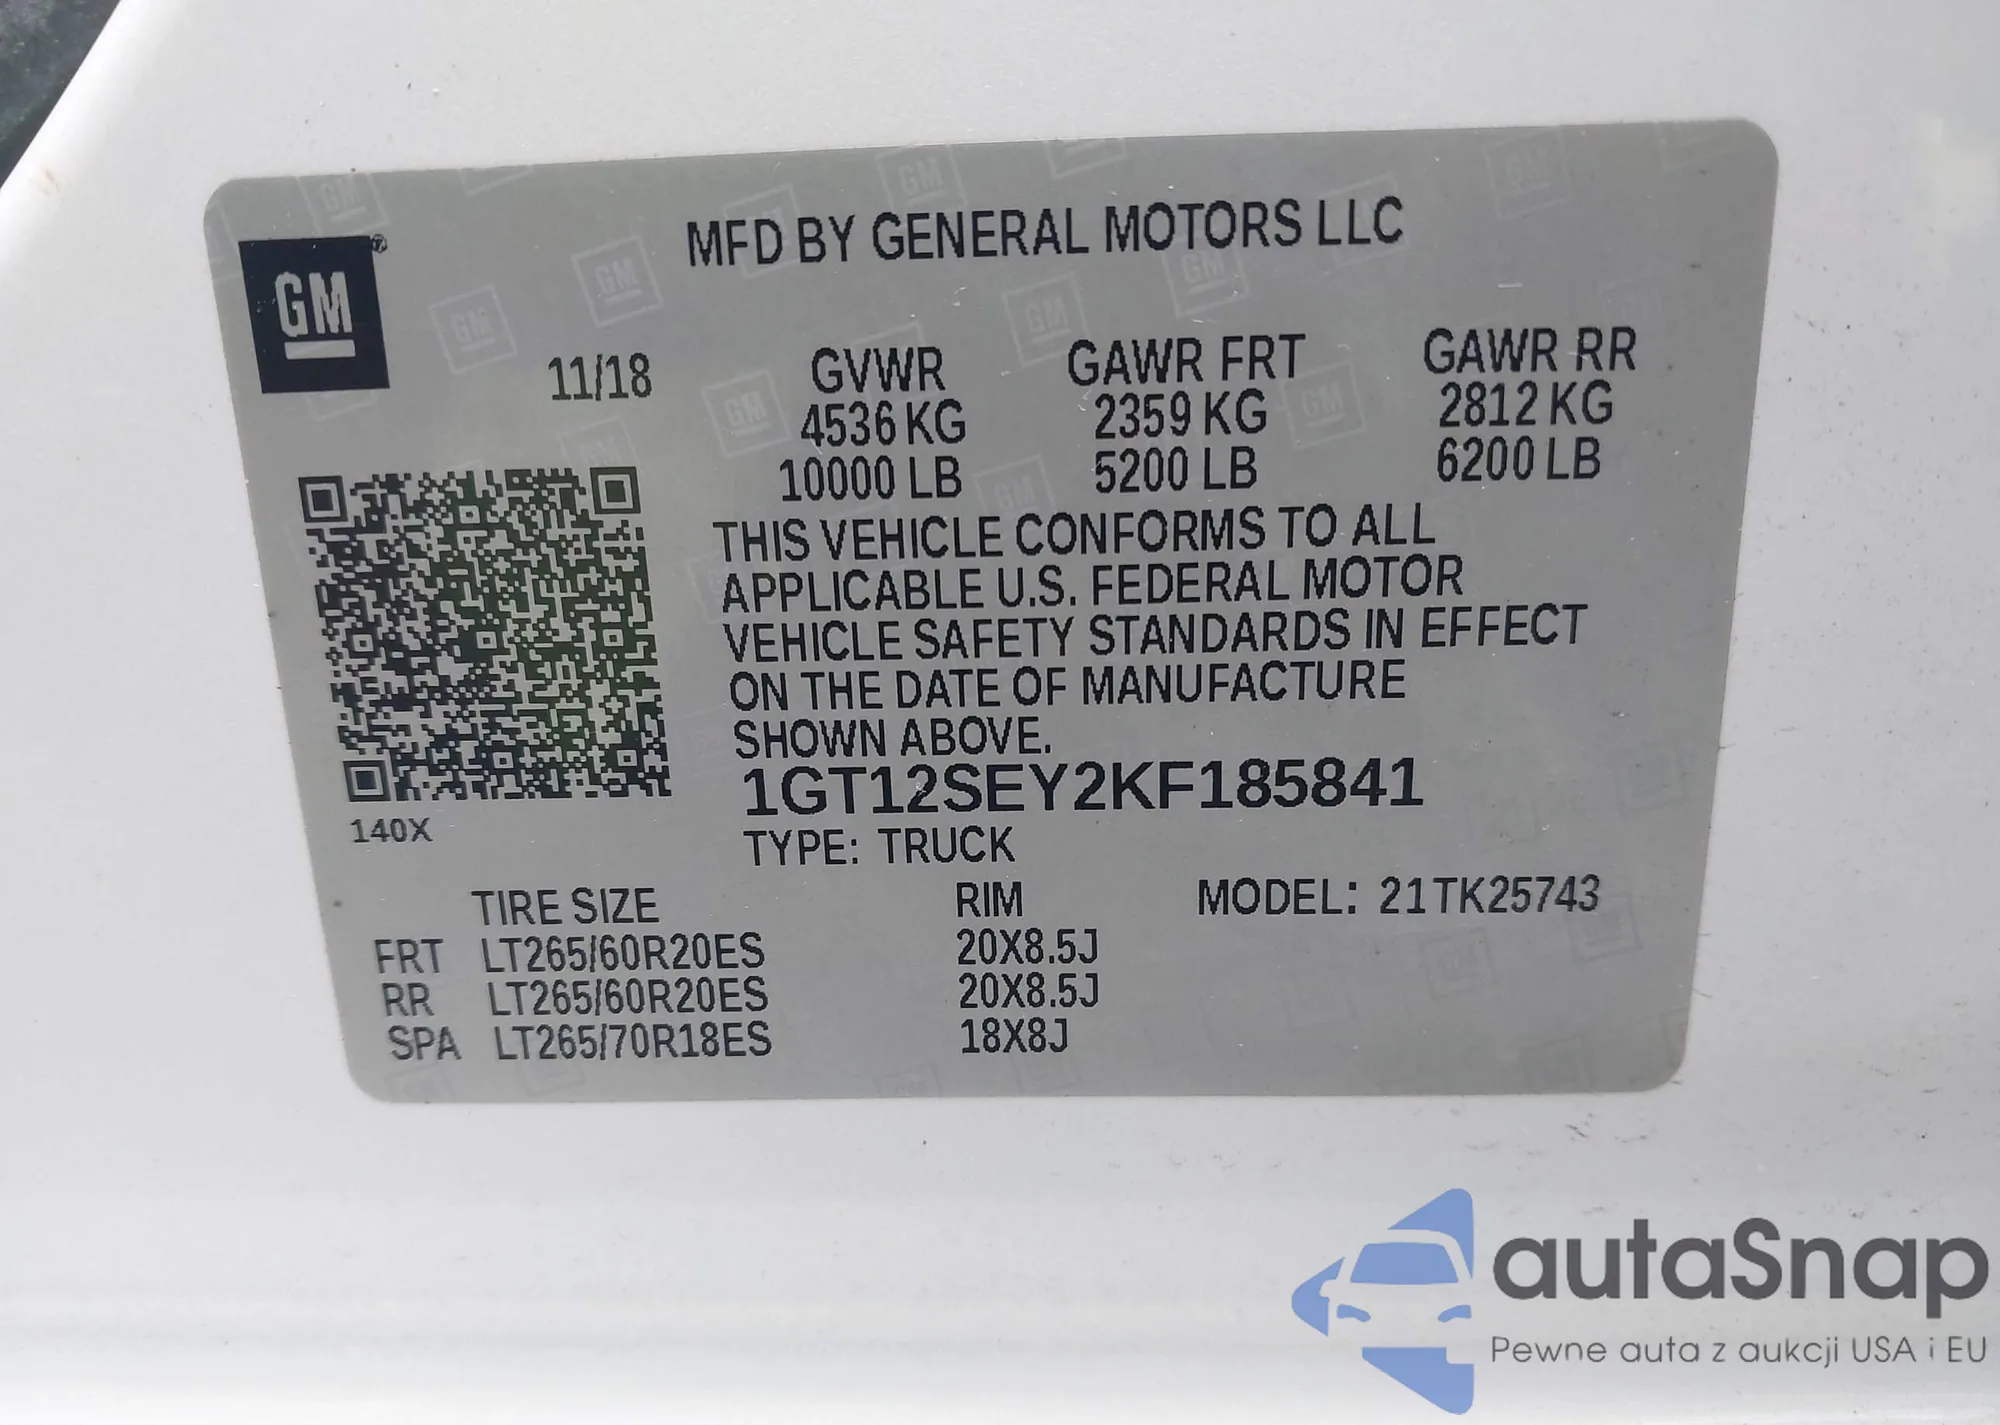 MFD BY GENERAL MOTORS LLC
GM ®
11/18
GVWR GAWR FRT GAWR RR
4536 KG 2359 KG 2812 KG
10000 LB 5200 LB 6200 LB
THIS VEHICLE CONFORMS TO ALL
APPLICABLE U.S. FEDERAL MOTOR
VEHICLE SAFETY STANDARDS IN EFFECT
ON THE DATE OF MANUFACTURE
SHOWN ABOVE.
1GT12SEY2KF185841
140X
TYPE: TRUCK
TIRE SIZE RIM MODEL: 21TK25743
FRT LT265/60R20ES 20X8.5J
RR LT265/60R20ES 20X8.5J
SPA LT265/70R18ES 18X8J
autaSnap
Pewne auta z aukcji USA i EU